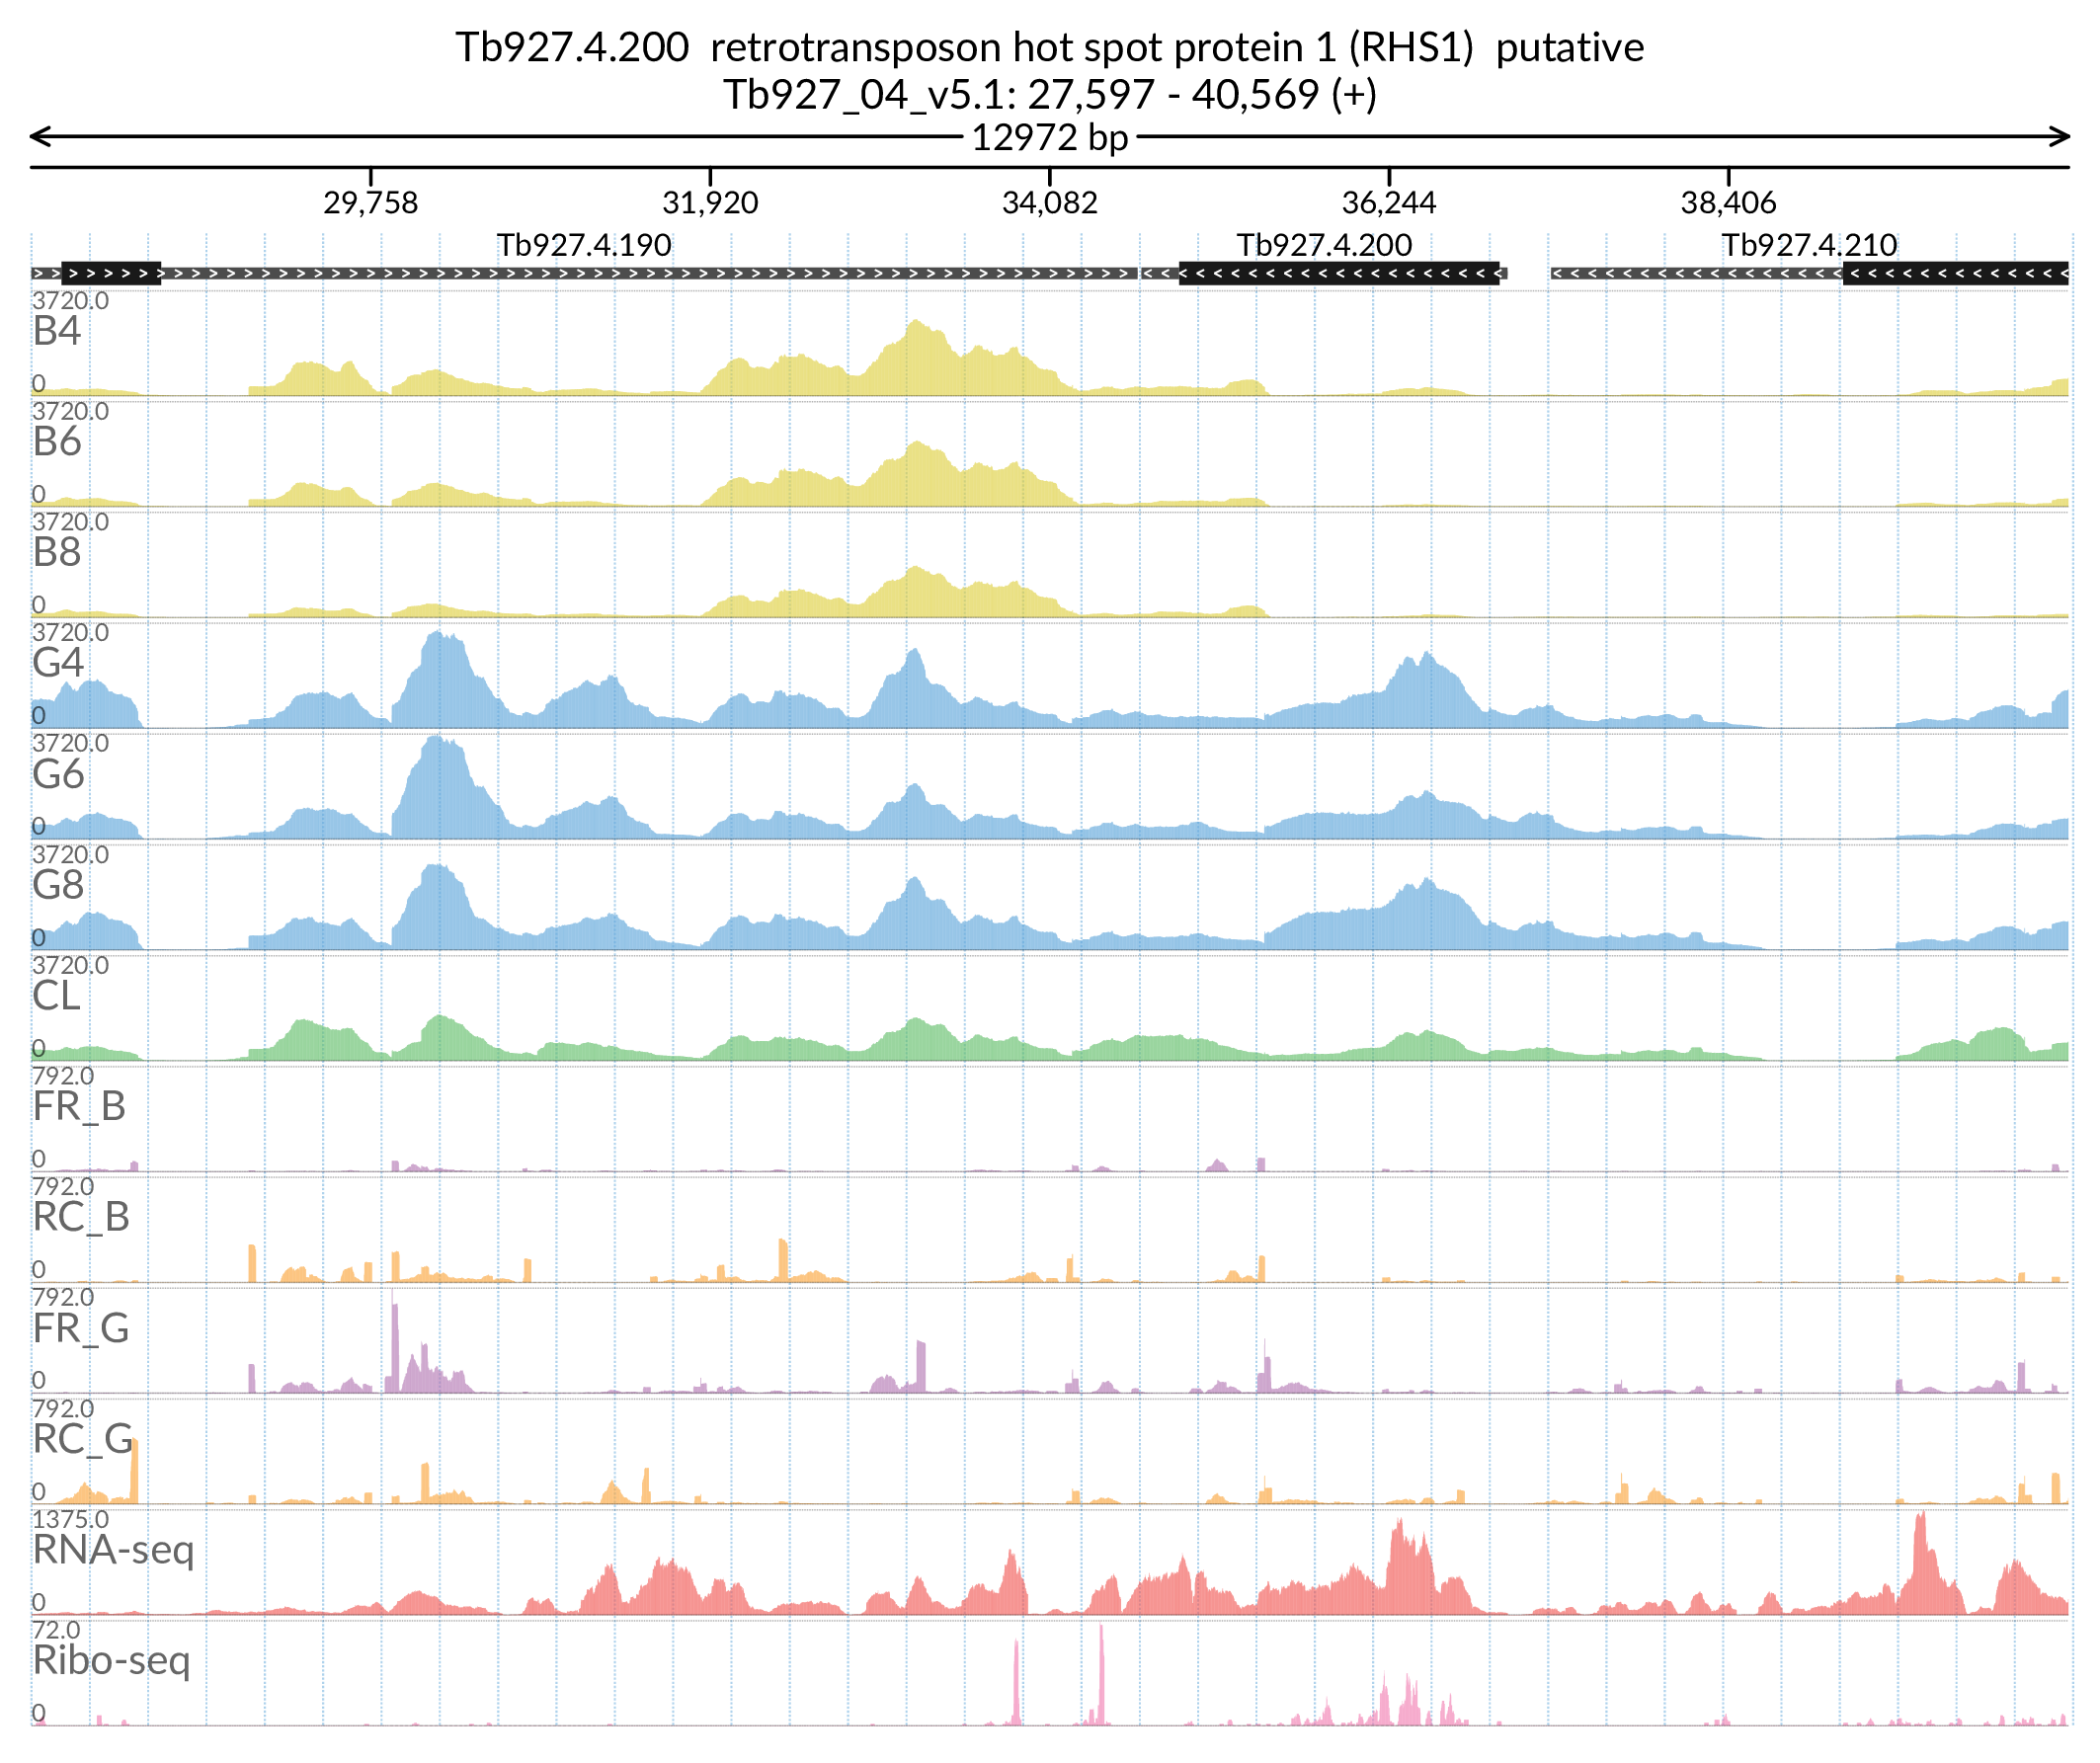 Tb927.4.200  retrotransposon hot spot protein 1 (RHS1)  putative
Tb927_04_v5.1: 27,597 - 40,569 (+)
12972 bp
29,758 31,920 34,082 36,244 38,406
Tb927.4.190 Tb927.4.200 Tb927.4.210
3720.0
B4
0
3720.0
B6
0
3720.0
B8
0
3720.0
G4
0
3720.0
G6
0
3720.0
G8
0
3720.0
CL
0
792.0
FR_B
0
792.0
RC_B
0
792.0
FR_G
0
792.0
RC_G
0
1375.0
RNA-seq
0
72.0
Ribo-seq
0